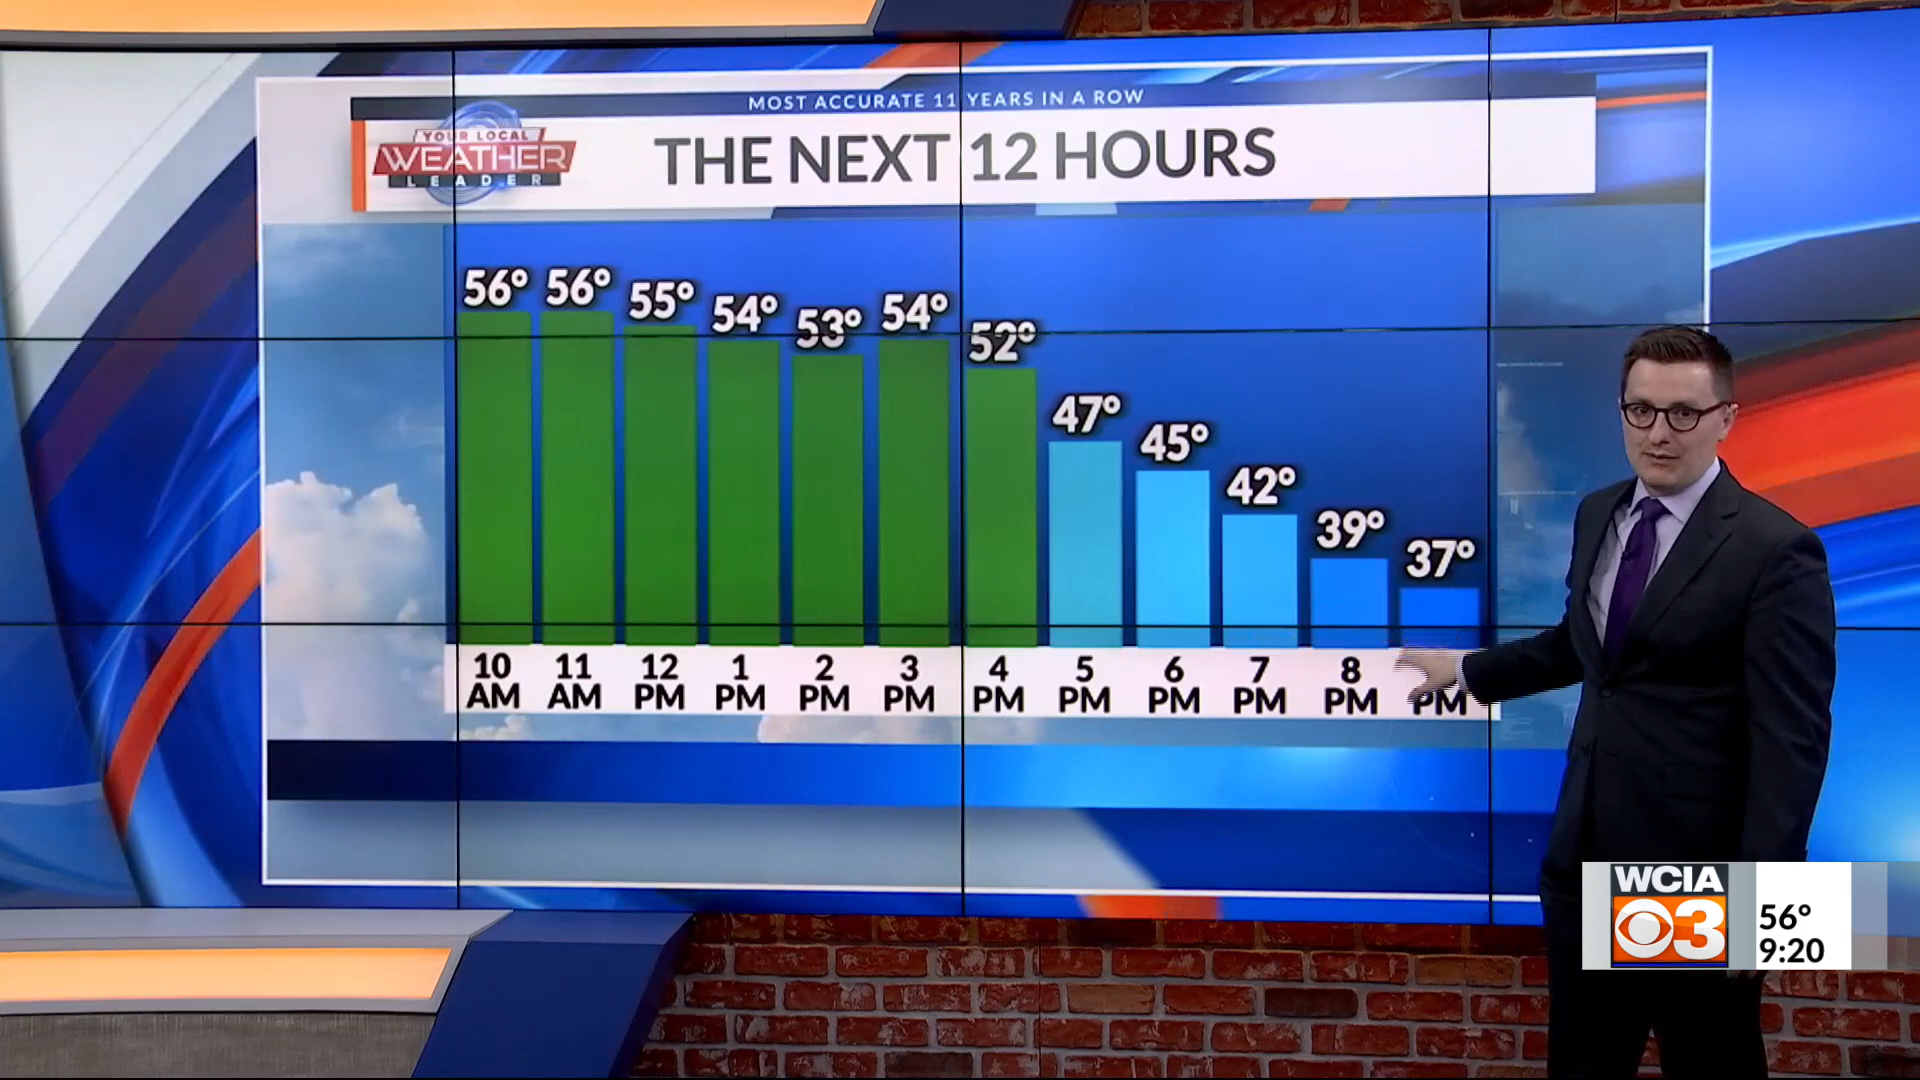 MOST ACCURATE 11 YEARS IN A ROW
YOUR LOCAL
WEATHER
LEADER
THE NEXT 12 HOURS
56° 56° 55° 54° 53° 54° 52° 47° 45° 42° 39° 37°
10 11 12 1 2 3 4 5 6 7 8
AM AM PM PM PM PM PM PM PM PM PM PM
WCIA
3
56°
9:20